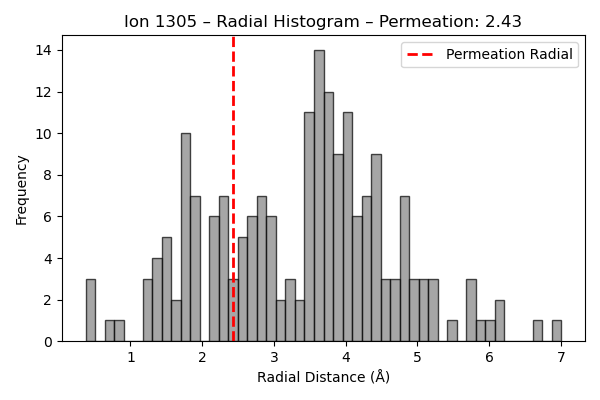 Ion 1305 – Radial Histogram – Permeation: 2.43
Permeation Radial
Frequency
14
12
10
8
6
4
2
0
1 2 3 4 5 6 7
Radial Distance (Å)